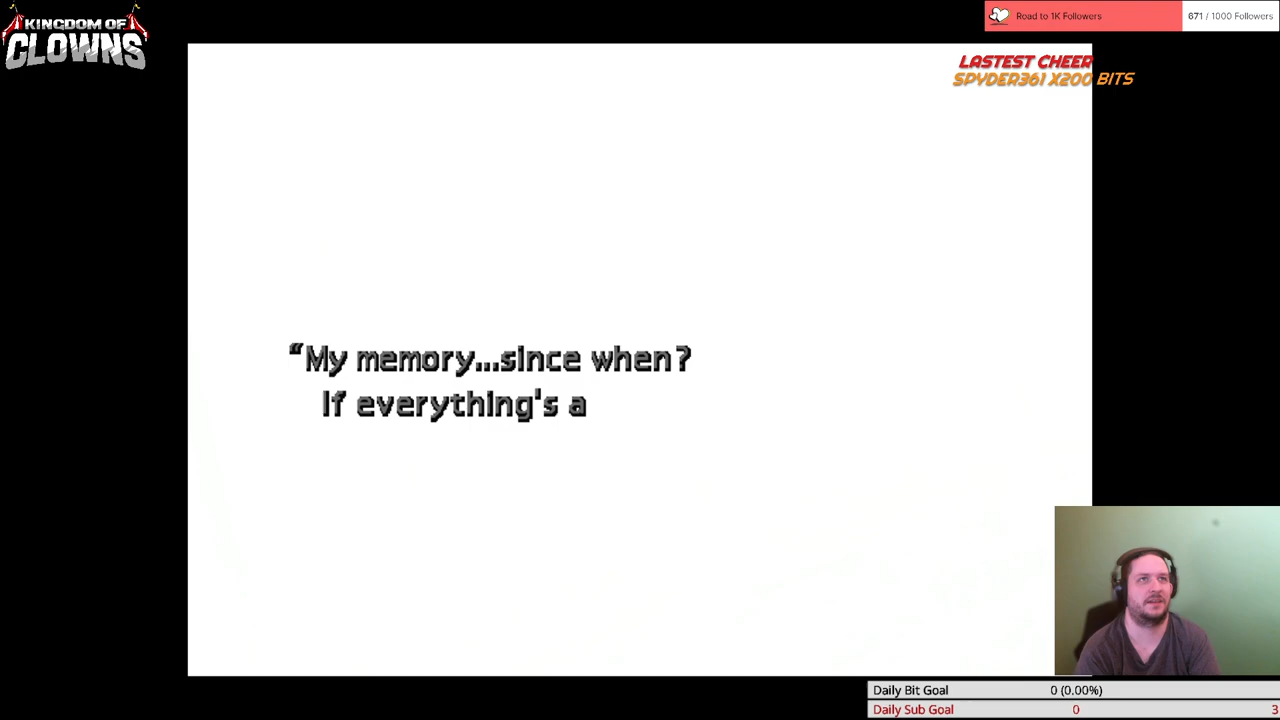 KINGDOM OF
CLOWNS
Road to 1K Followers
671 / 1000 Followers
LASTEST CHEER
SPYDER361 X200 BITS
“My memory...since when?
If everything's a
Daily Bit Goal 0 (0.00%)
Daily Sub Goal 0 3